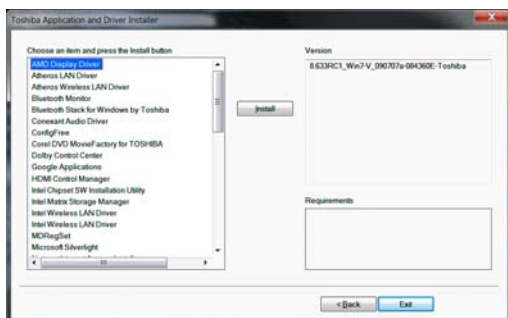 Toshiba Application and Driver Installer
Choose an item and press the Install button
AMD Display Driver
Atheros LAN Driver
Atheros Wireless LAN Driver
Bluetooth Monitor
Bluetooth Stack for Windows by Toshiba
Conexant Audio Driver
ConfigFree
Corel DVD MovieFactory for TOSHIBA
Dolby Control Center
Google Applications
HDMI Control Manager
Intel Chipset SW Installation Utility
Intel Matrix Storage Manager
Intel Wireless LAN Driver
Intel Wireless LAN Driver
MDRegSet
Microsoft Silverlight
Install
Version
8.633RC1_Win7-V_090707a-084360E-Toshiba
Requirements
< Back
Exit